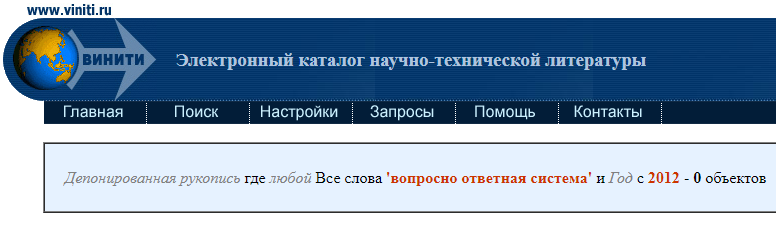 www.viniti.ru
ВИНИТИ
Электронный каталог научно-технической литературы
Главная Поиск Настройки Запросы Помощь Контакты
Депонированная рукопись где любой Все слова 'вопросно ответная система' и Год с 2012 - 0 объектов